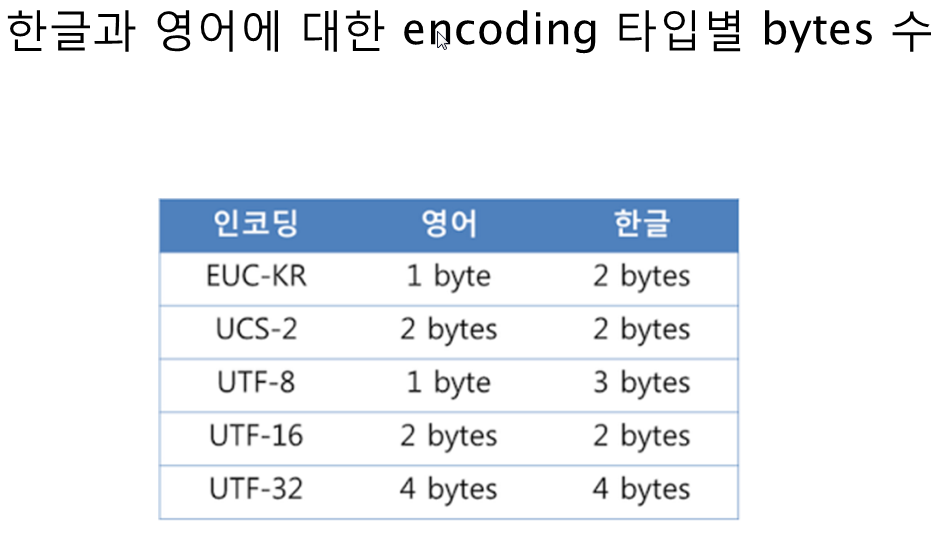 한글과 영어에 대한 encoding 타입별 bytes 수
인코딩 영어 한글
EUC-KR 1 byte 2 bytes
UCS-2 2 bytes 2 bytes
UTF-8 1 byte 3 bytes
UTF-16 2 bytes 2 bytes
UTF-32 4 bytes 4 bytes